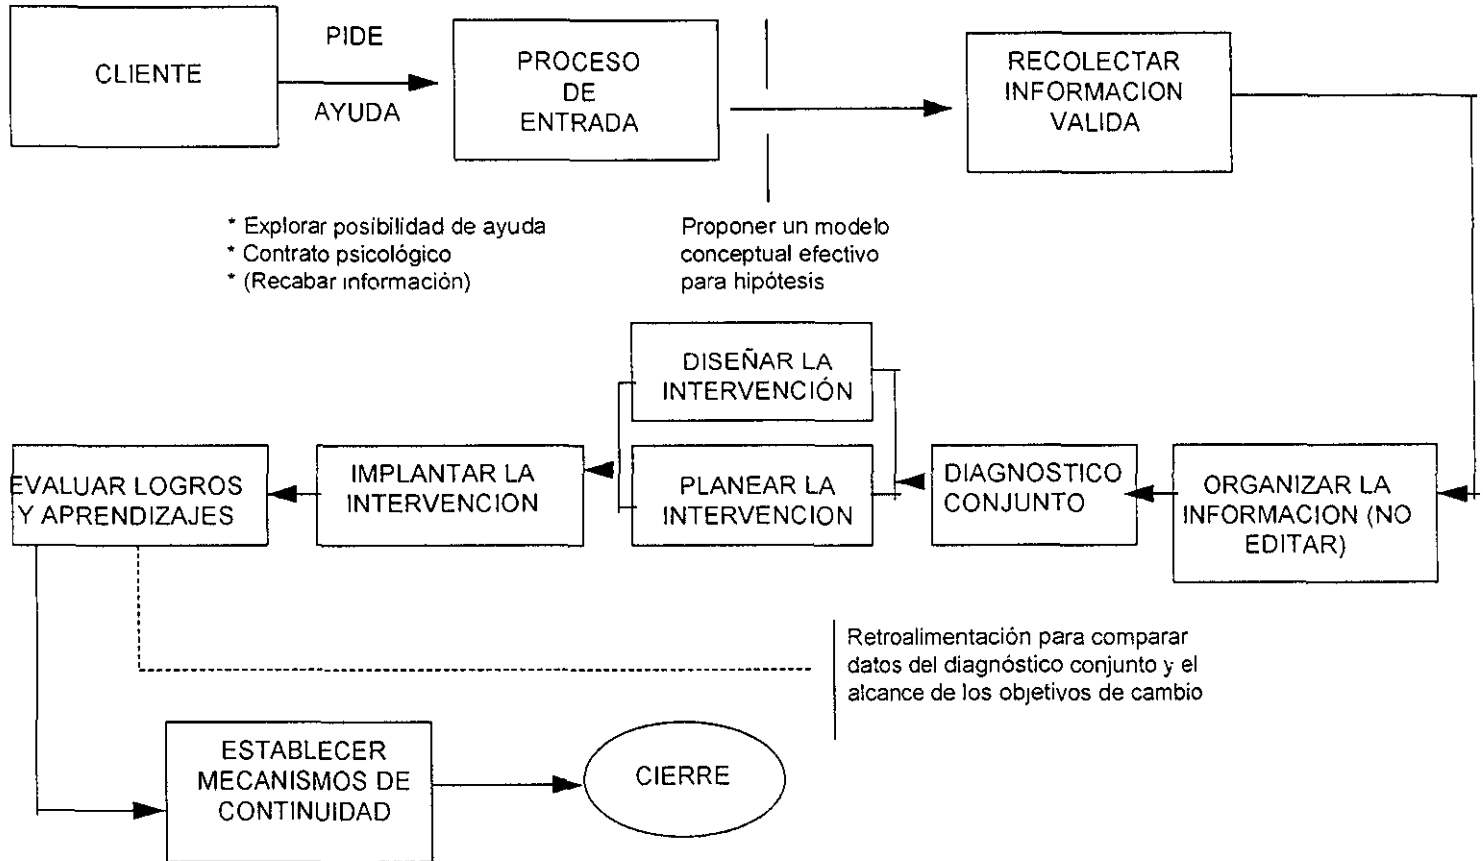 CLIENTE
PIDE
AYUDA
PROCESO
DE
ENTRADA
RECOLECTAR
INFORMACION
VALIDA
* Explorar posibilidad de ayuda
* Contrato psicológico
* (Recabar información)
Proponer un modelo
conceptual efectivo
para hipótesis
DISEÑAR LA
INTERVENCIÓN
EVALUAR LOGROS
Y APRENDIZAJES
IMPLANTAR LA
INTERVENCION
PLANEAR LA
INTERVENCION
DIAGNOSTICO
CONJUNTO
ORGANIZAR LA
INFORMACION (NO
EDITAR)
Retroalimentación para comparar
datos del diagnóstico conjunto y el
alcance de los objetivos de cambio
ESTABLECER
MECANISMOS DE
CONTINUIDAD
CIERRE